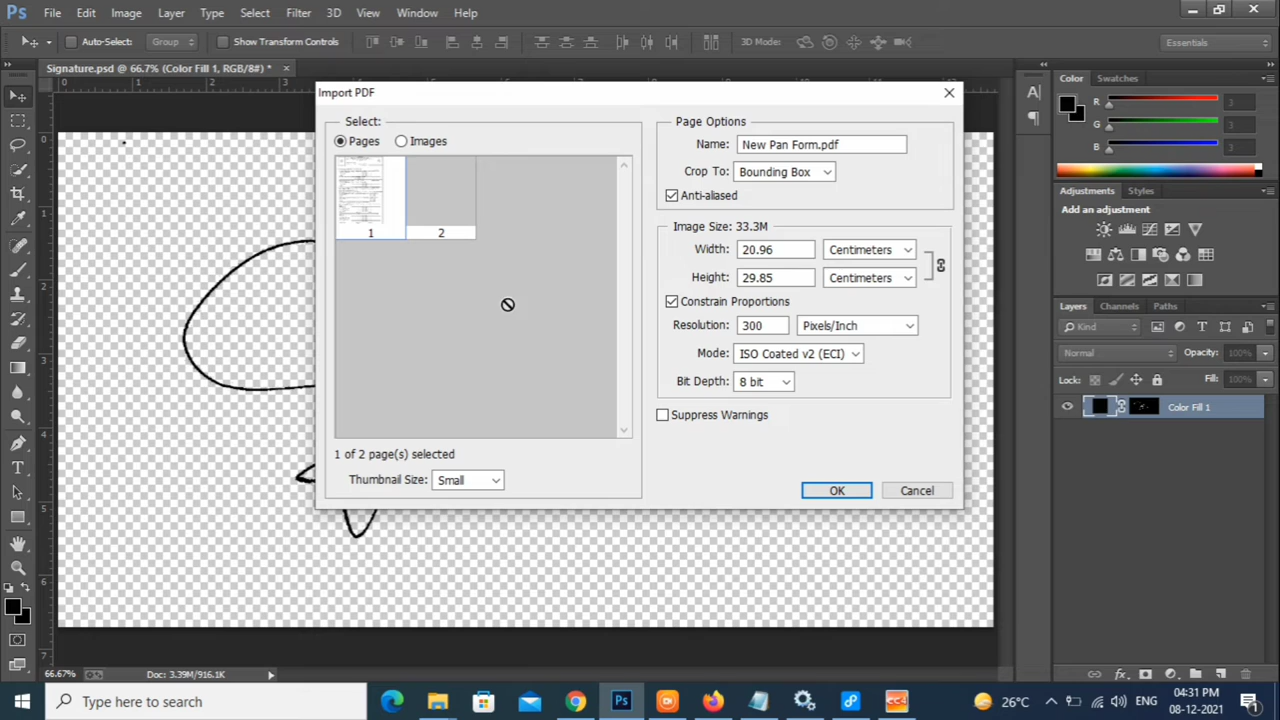 Ps File Edit Image Layer Type Select Filter 3D View Window Help
Auto-Select: Group Show Transform Controls 3D Mode: Essentials
Signature.psd @ 66.7% (Color Fill 1, RGB/8#) * ×
Import PDF
Select:
Pages Images
1 2
1 of 2 page(s) selected
Thumbnail Size: Small
Page Options
Name: New Pan Form.pdf
Crop To: Bounding Box
Anti-aliased
Image Size: 33.3M
Width: 20.96 Centimeters
Height: 29.85 Centimeters
Constrain Proportions
Resolution: 300 Pixels/Inch
Mode: ISO Coated v2 (ECI)
Bit Depth: 8 bit
Suppress Warnings
OK Cancel
Color Swatches
R 3
G 3
B 3
Adjustments Styles
Add an adjustment
Layers Channels Paths
Kind
Normal Opacity: 100%
Lock: Fill: 100%
Color Fill 1
66.67% Doc: 3.39M/916.1K
Type here to search
26°C ENG 04:31 PM
08-12-2021